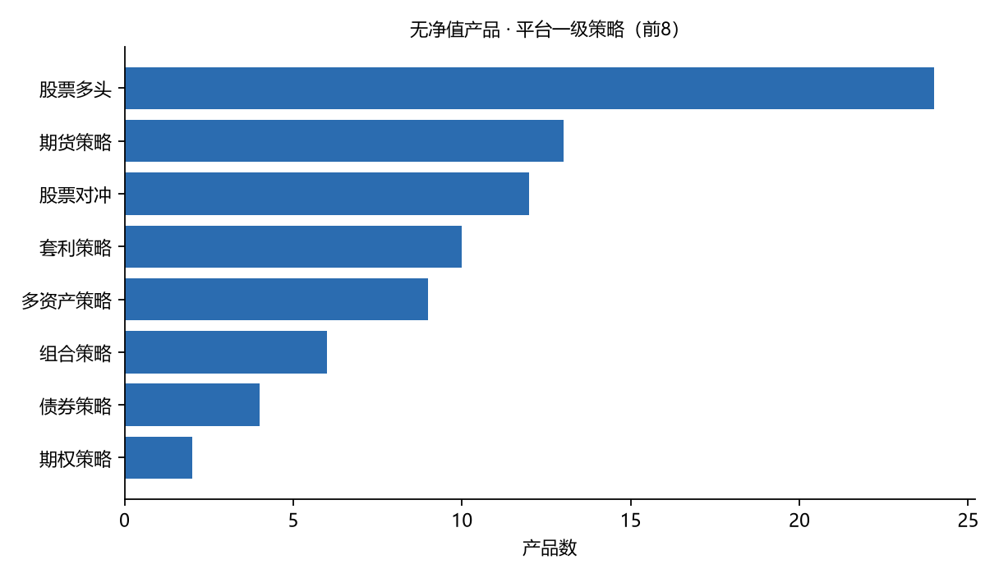 无净值产品 · 平台一级策略（前8）
股票多头
期货策略
股票对冲
套利策略
多资产策略
组合策略
债券策略
期权策略
0 5 10 15 20 25
产品数